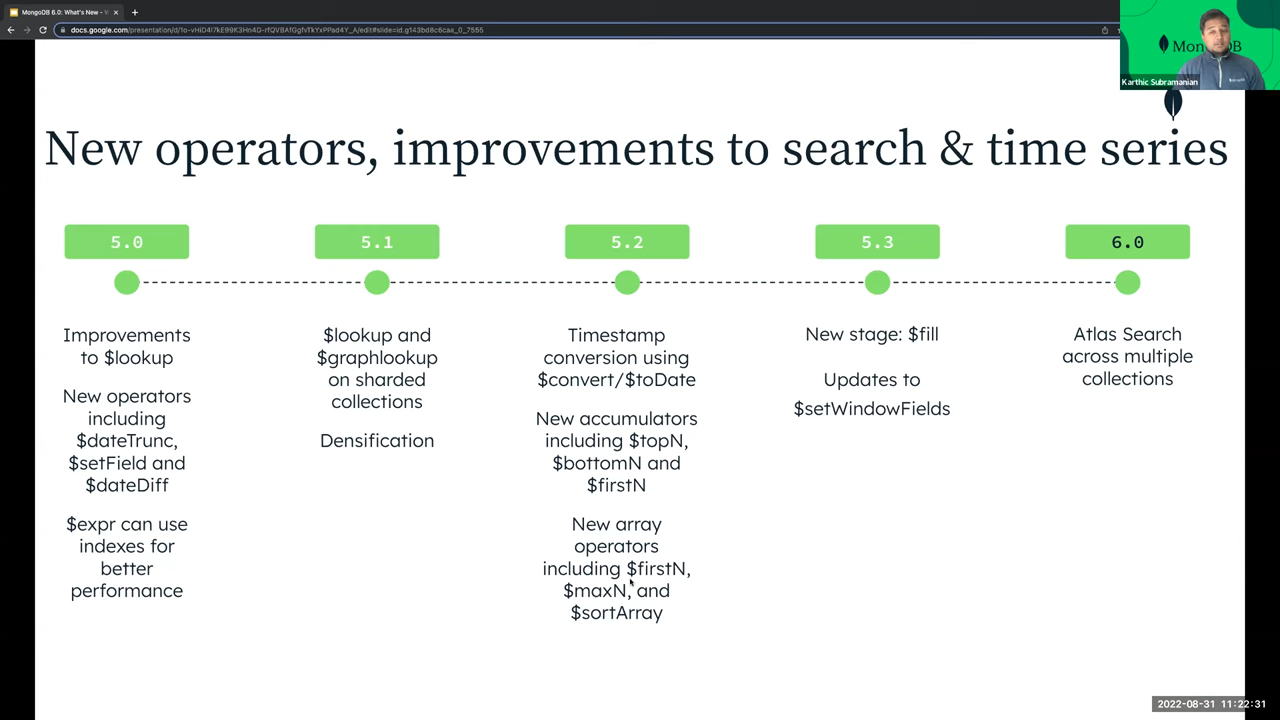 MongoDB 6.0: What's New - V
docs.google.com/presentation/d/1o-vHiD4I7kE99K3Hn4D-rfQVBAfGgfvTkYxPPad4Y_A/edit#slide=id.g143bd8c6caa_0_7555
MongoDB
Karthic Subramanian
New operators, improvements to search & time series
5.0
5.1
5.2
5.3
6.0
Improvements
to $lookup
New operators
including
$dateTrunc,
$setField and
$dateDiff
$expr can use
indexes for
better
performance
$lookup and
$graphlookup
on sharded
collections
Densification
Timestamp
conversion using
$convert/$toDate
New accumulators
including $topN,
$bottomN and
$firstN
New array
operators
including $firstN,
$maxN, and
$sortArray
New stage: $fill
Updates to
$setWindowFields
Atlas Search
across multiple
collections
2022-08-31 11:22:31